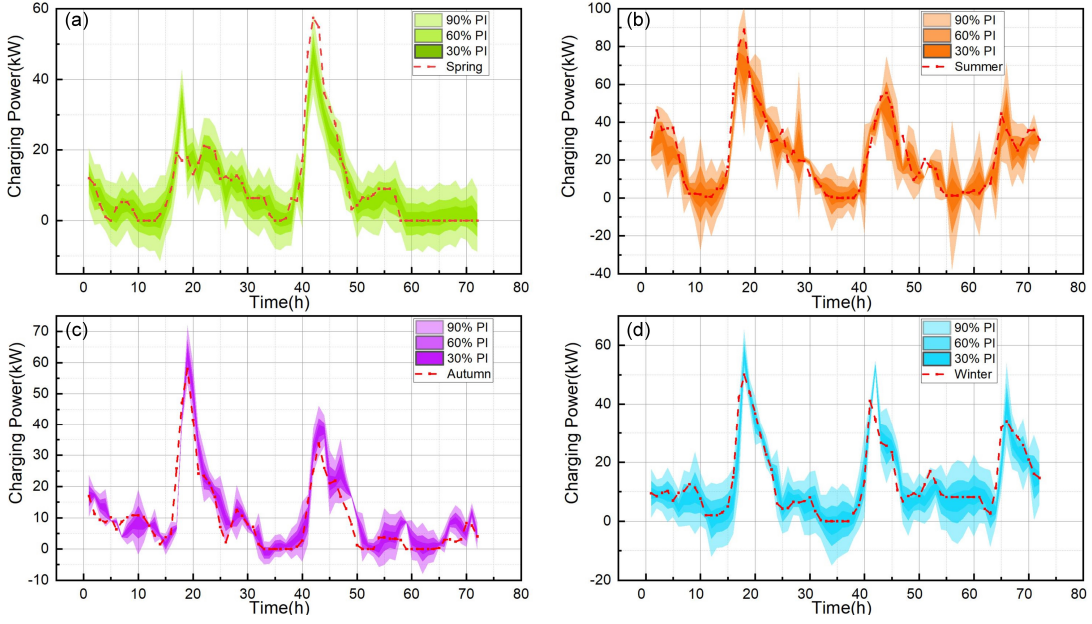 (a)
90% PI
60% PI
30% PI
Spring
Charging Power(kW)
60
40
20
0
0 10 20 30 40 50 60 70 80
Time(h)
(b)
90% PI
60% PI
30% PI
Summer
Charging Power(kW)
100
80
60
40
20
0
-20
-40
0 10 20 30 40 50 60 70 80
Time(h)
(c)
90% PI
60% PI
30% PI
Autumn
Charging Power(kW)
70
60
50
40
30
20
10
0
-10
0 10 20 30 40 50 60 70 80
Time(h)
(d)
90% PI
60% PI
30% PI
Winter
Charging Power(kW)
60
40
20
0
-20
0 10 20 30 40 50 60 70 80
Time(h)